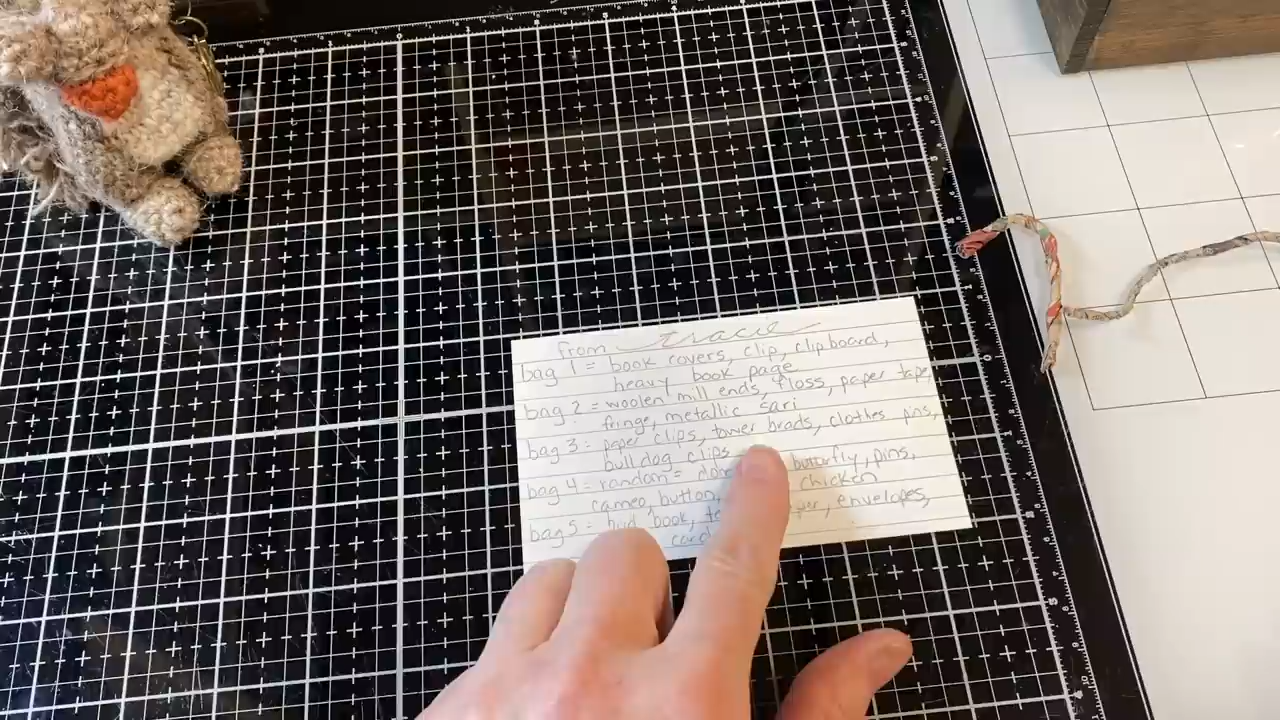 from tracie
bag 1 = book covers, clip, clipboard,
heavy book page
bag 2 = woolen mill ends, floss, paper tape,
fringe, metallic sari
bag 3 = paper clips, tower brads, clothes pins,
bulldog clips
bag 4 = random = butterfly, pins,
cameo, button, chicken
bag 5 = book, envelopes,